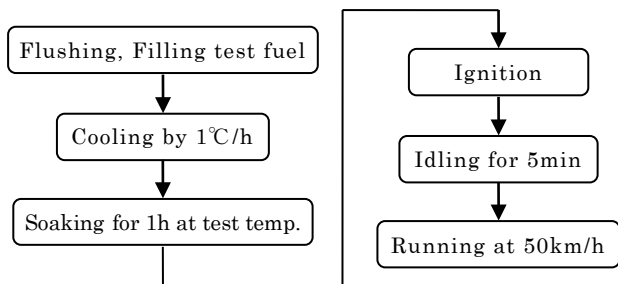 Flushing, Filling test fuel
Cooling by 1℃/h
Soaking for 1h at test temp.
Ignition
Idling for 5min
Running at 50km/h